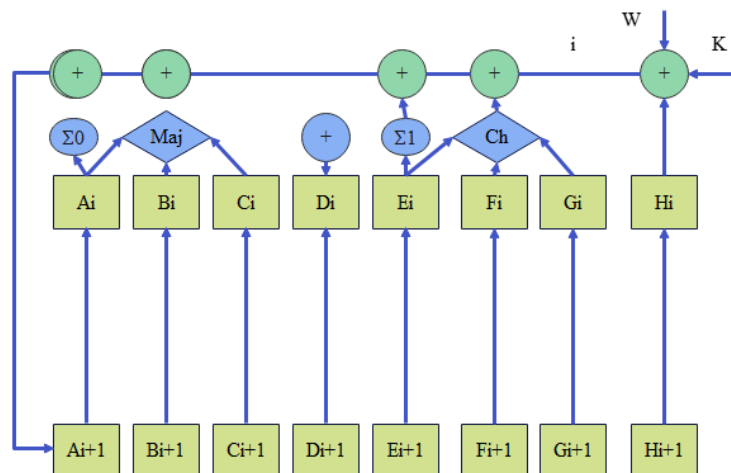 W
i
K
+ + + + +
Σ0 Maj + Σ1 Ch
Ai Bi Ci Di Ei Fi Gi Hi
Ai+1 Bi+1 Ci+1 Di+1 Ei+1 Fi+1 Gi+1 Hi+1